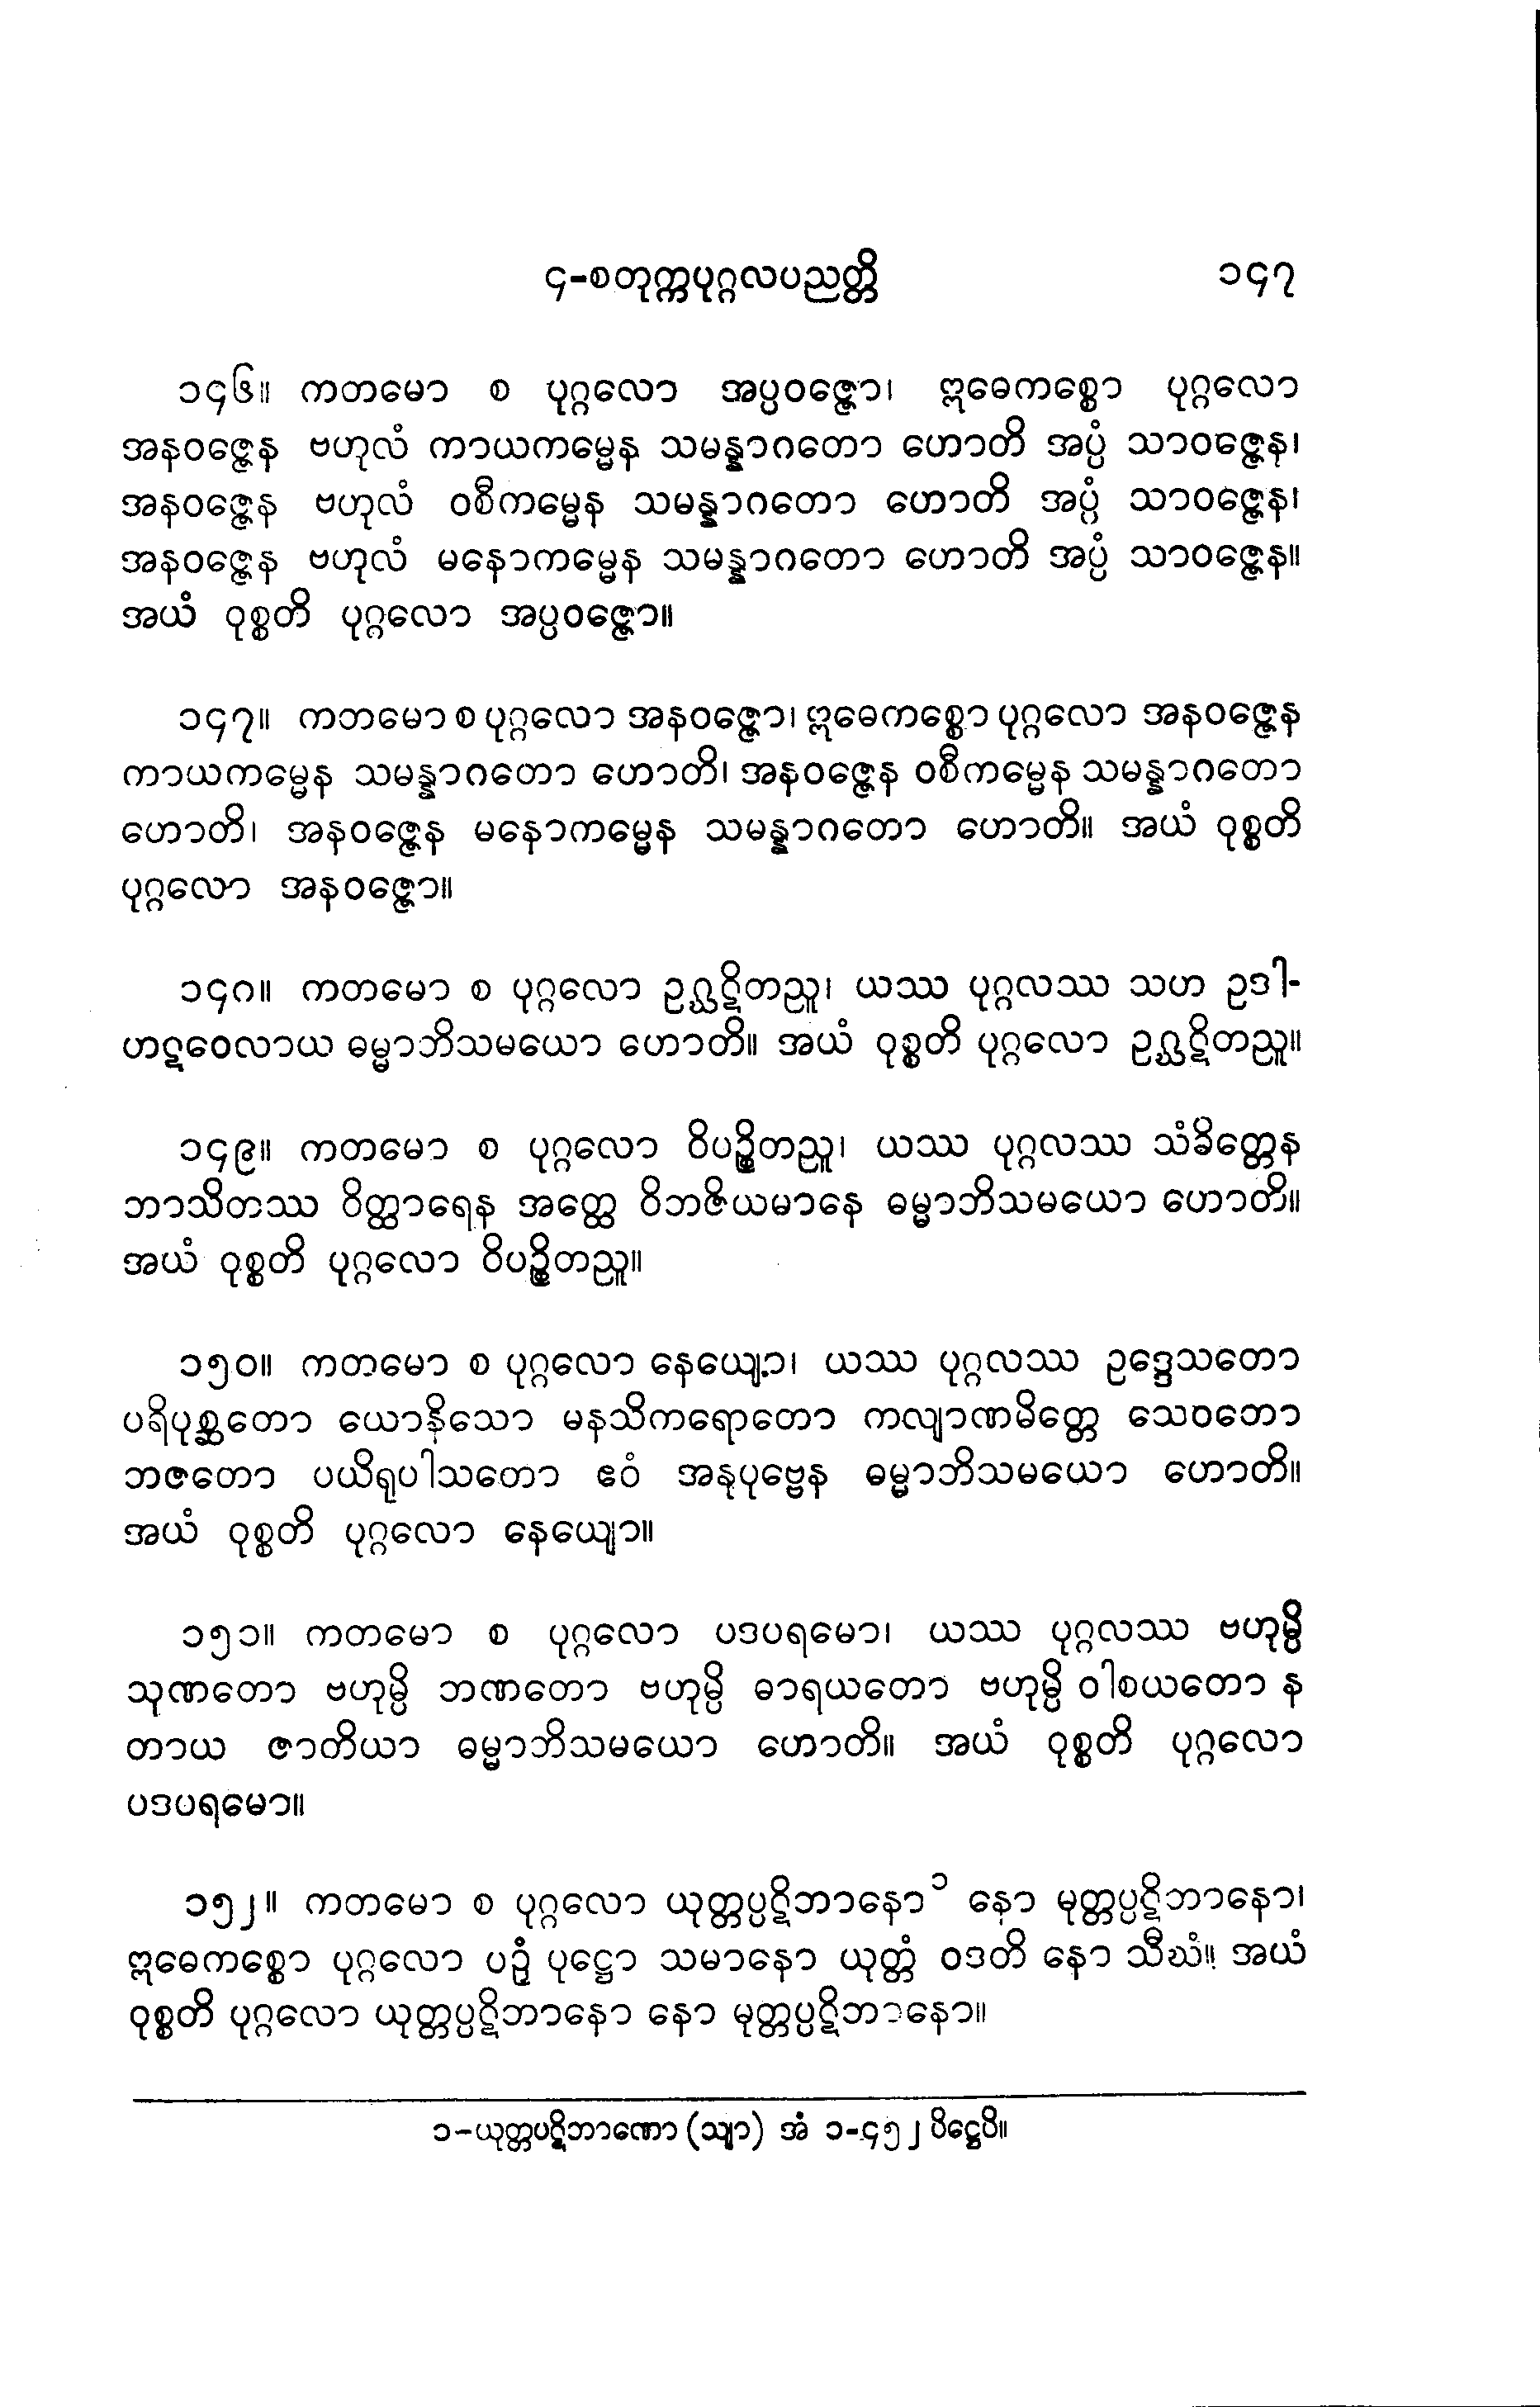 ၄-စတုက္ကပုဂ္ဂလပညတ္တိ ၁၄၇
၁၄၆။ ကတမော စ ပုဂ္ဂလော အပ္ပဝဇ္ဇော၊ ဣဓေကစ္စော ပုဂ္ဂလော
အနဝဇ္ဇေန ဗဟုလံ ကာယကမ္မေန သမန္နာဂတော ဟောတိ အပ္ပံ သာဝဇ္ဇေန၊
အနဝဇ္ဇေန ဗဟုလံ ဝစီကမ္မေန သမန္နာဂတော ဟောတိ အပ္ပံ သာဝဇ္ဇေန၊
အနဝဇ္ဇေန ဗဟုလံ မနောကမ္မေန သမန္နာဂတော ဟောတိ အပ္ပံ သာဝဇ္ဇေန။
အယံ ဝုစ္စတိ ပုဂ္ဂလော အပ္ပဝဇ္ဇော။
၁၄၇။ ကတမော စ ပုဂ္ဂလော အနဝဇ္ဇော၊ ဣဓေကစ္စော ပုဂ္ဂလော အနဝဇ္ဇေန
ကာယကမ္မေန သမန္နာဂတော ဟောတိ၊ အနဝဇ္ဇေန ဝစီကမ္မေန သမန္နာဂတော
ဟောတိ၊ အနဝဇ္ဇေန မနောကမ္မေန သမန္နာဂတော ဟောတိ။ အယံ ဝုစ္စတိ
ပုဂ္ဂလော အနဝဇ္ဇော။
၁၄၈။ ကတမော စ ပုဂ္ဂလော ဥဂ္ဃဋိတညူ၊ ယဿ ပုဂ္ဂလဿ သဟ ဥဒါ-
ဟဋဝေလာယ ဓမ္မာဘိသမယော ဟောတိ။ အယံ ဝုစ္စတိ ပုဂ္ဂလော ဥဂ္ဃဋိတညူ။
၁၄၉။ ကတမော စ ပုဂ္ဂလော ဝိပဉ္စိတညူ၊ ယဿ ပုဂ္ဂလဿ သံခိတ္တေန
ဘာသိတဿ ဝိတ္ထာရေန အတ္ထေ ဝိဘဇိယမာနေ ဓမ္မာဘိသမယော ဟောတိ။
အယံ ဝုစ္စတိ ပုဂ္ဂလော ဝိပဉ္စိတညူ။
၁၅၀။ ကတမော စ ပုဂ္ဂလော နေယျော၊ ယဿ ပုဂ္ဂလဿ ဥဒ္ဒေသတော
ပရိပုစ္ဆတော ယောနိသော မနသိကရောတော ကလျာဏမိတ္တေ သေဝတော
ဘဇတော ပယိရုပါသတော ဧဝံ အနုပုဗ္ဗေန ဓမ္မာဘိသမယော ဟောတိ။
အယံ ဝုစ္စတိ ပုဂ္ဂလော နေယျော။
၁၅၁။ ကတမော စ ပုဂ္ဂလော ပဒပရမော၊ ယဿ ပုဂ္ဂလဿ ဗဟုမ္ပိ
သုဏတော ဗဟုမ္ပိ ဘဏတော ဗဟုမ္ပိ ဓာရယတော ဗဟုမ္ပိ ဝါစယတော န
တာယ ဇာတိယာ ဓမ္မာဘိသမယော ဟောတိ။ အယံ ဝုစ္စတိ ပုဂ္ဂလော
ပဒပရမော။
၁၅၂။ ကတမော စ ပုဂ္ဂလော ယုတ္တပ္ပဋိဘာနော ၁ နော မုတ္တပ္ပဋိဘာနော၊
ဣဓေကစ္စော ပုဂ္ဂလော ပဉှံ ပုဋ္ဌော သမာနော ယုတ္တံ ဝဒတိ နော သီဃံ။ အယံ
ဝုစ္စတိ ပုဂ္ဂလော ယုတ္တပ္ပဋိဘာနော နော မုတ္တပ္ပဋိဘာနော။
၁-ယုတ္တပဋိဘာဏော (သျာ) အံ ၁-၄၅၂ ပိဋ္ဌေပိ။